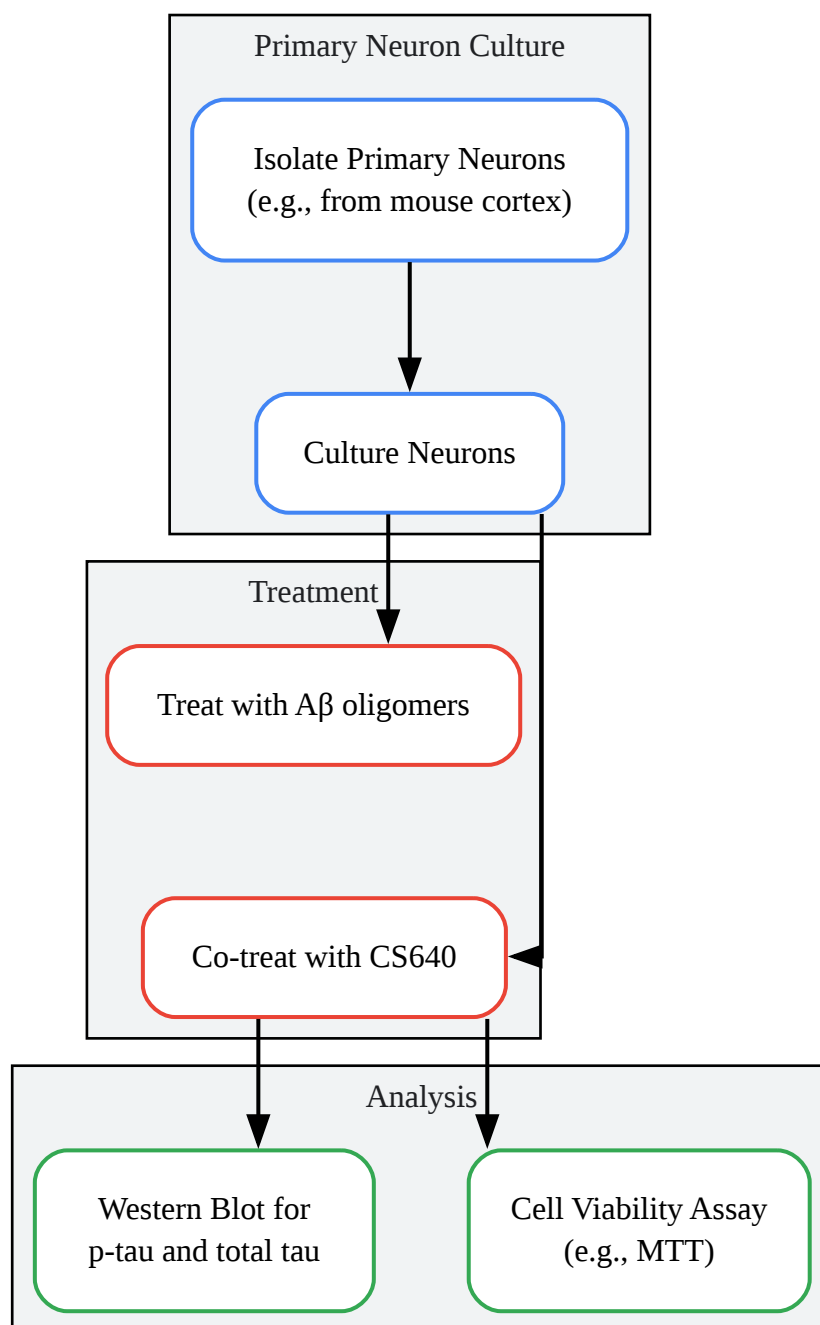 Primary Neuron Culture
Isolate Primary Neurons
(e.g., from mouse cortex)
Culture Neurons
Treatment
Treat with Aβ oligomers
Co-treat with CS640
Analysis
Western Blot for
p-tau and total tau
Cell Viability Assay
(e.g., MTT)